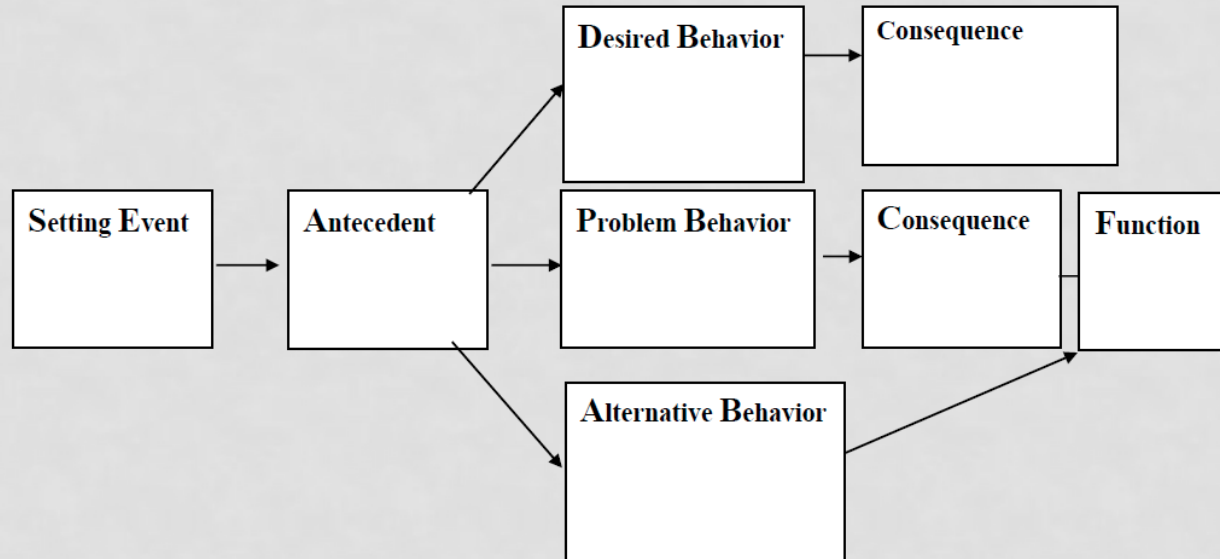 Desired Behavior
Consequence
Setting Event
Antecedent
Problem Behavior
Consequence
Function
Alternative Behavior